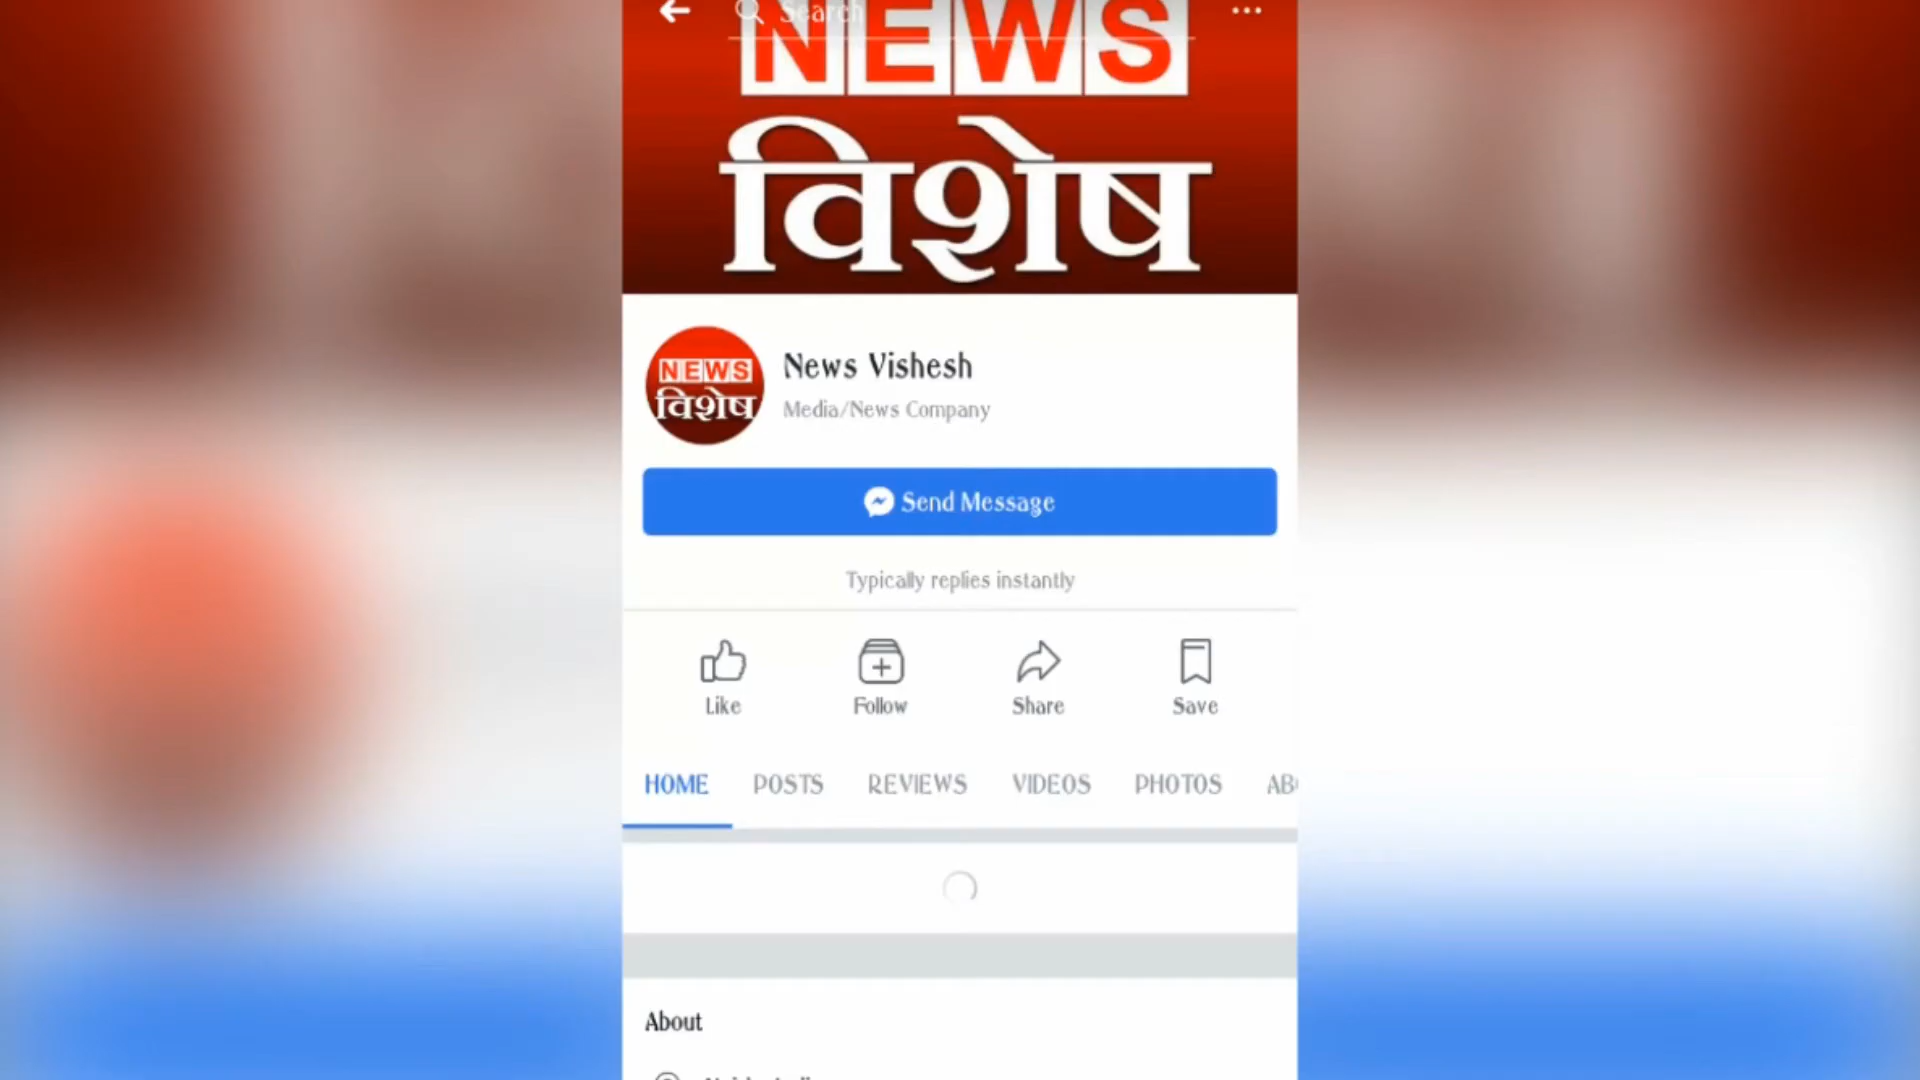 Search
NEWS
विशेष
NEWS
विशेष
News Vishesh
Media/News Company
Send Message
Typically replies instantly
Like
Follow
Share
Save
HOME
POSTS
REVIEWS
VIDEOS
PHOTOS
About